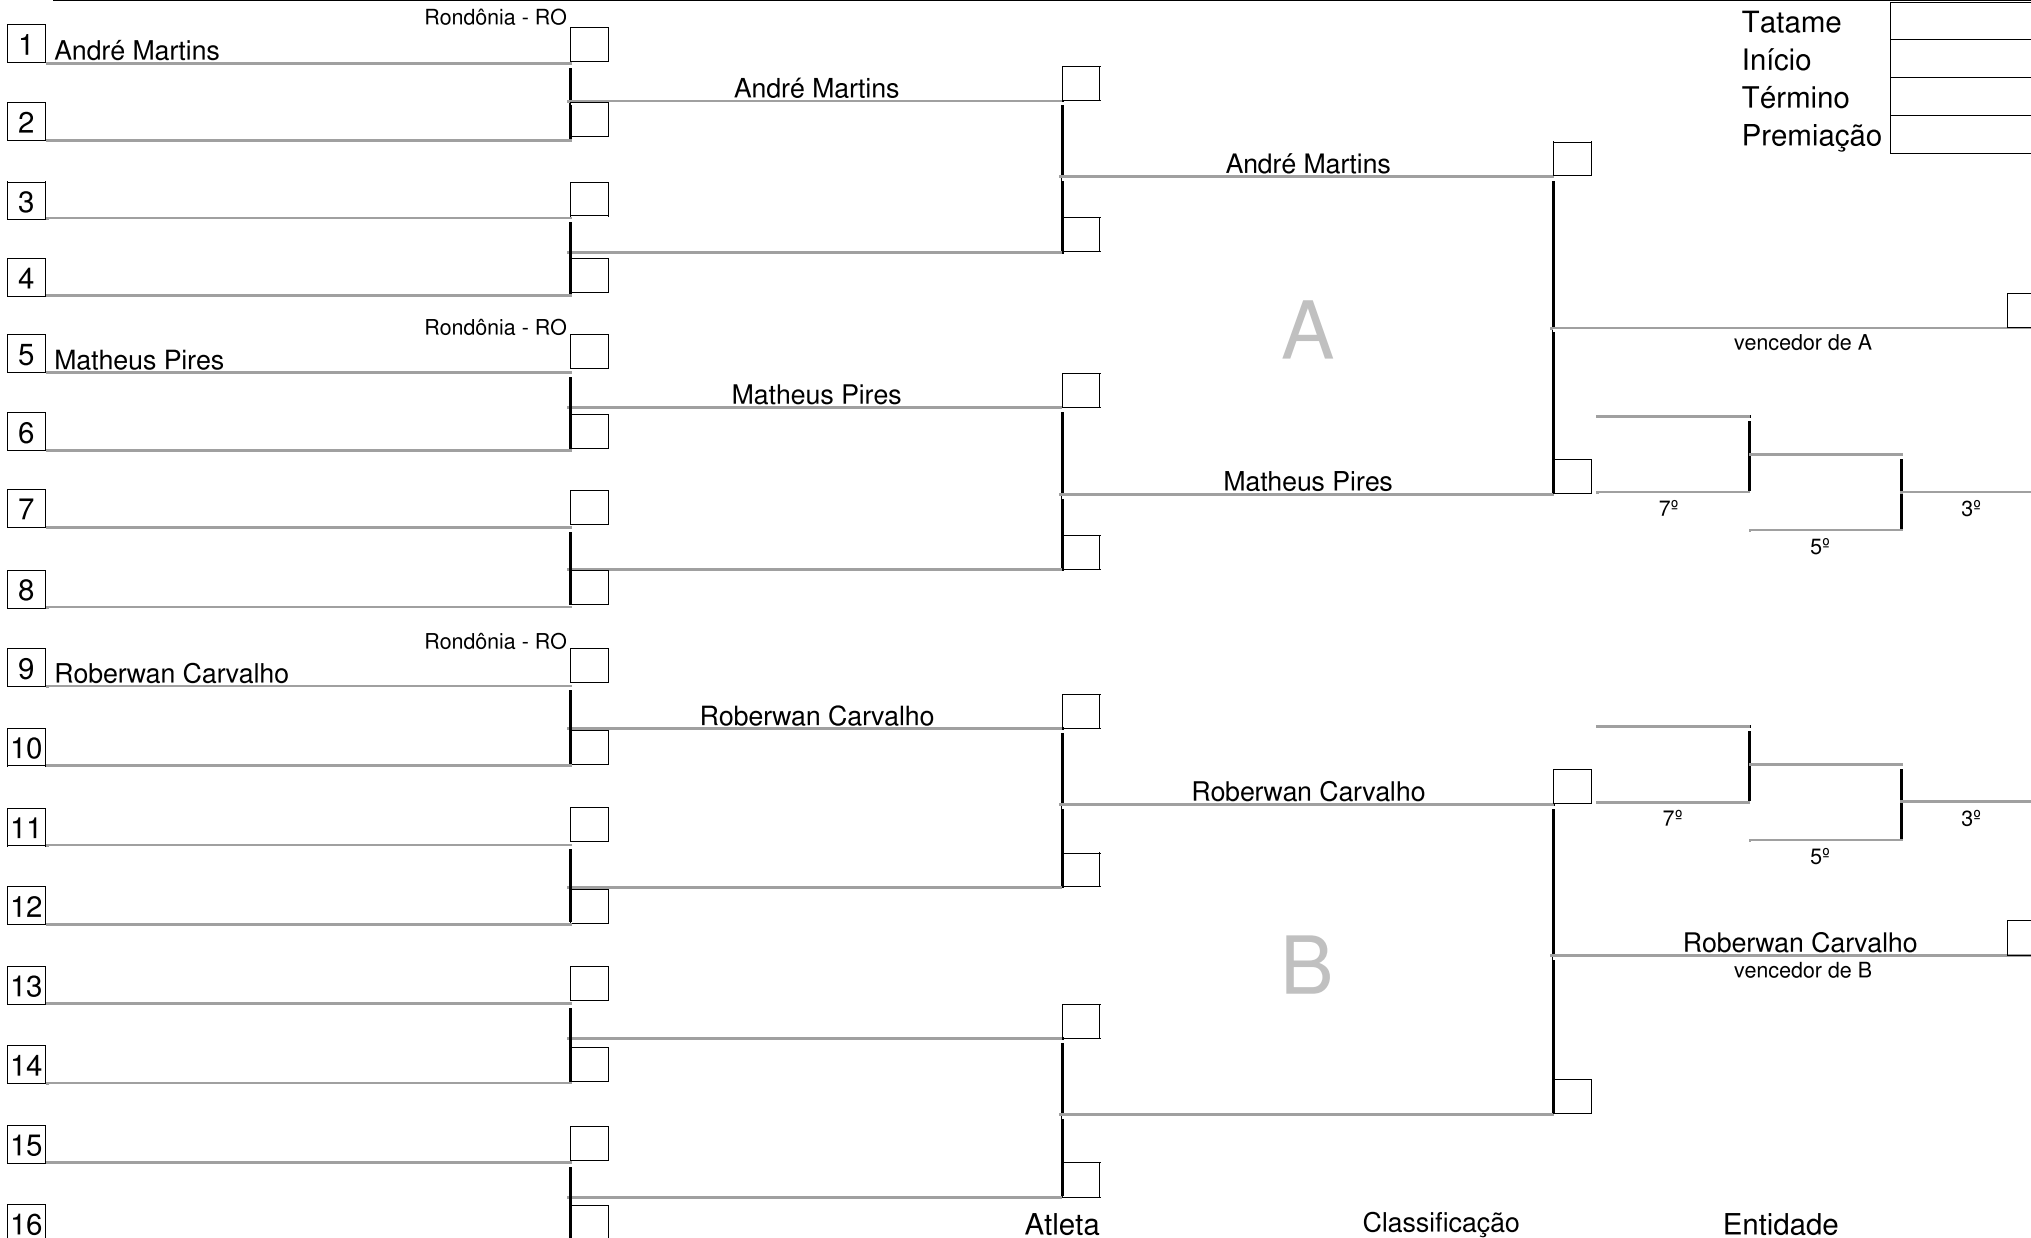 Rondônia - RO
Tatame
1 André Martins
Início
André Martins
Término
2
Premiação
André Martins
3
4
A
Rondônia - RO
vencedor de A
5 Matheus Pires
Matheus Pires
6
Matheus Pires
7
7º
3º
5º
8
Rondônia - RO
9 Roberwan Carvalho
Roberwan Carvalho
10
Roberwan Carvalho
7º
3º
11
5º
12
Roberwan Carvalho
B
vencedor de B
13
14
15
16
Atleta Classificação Entidade